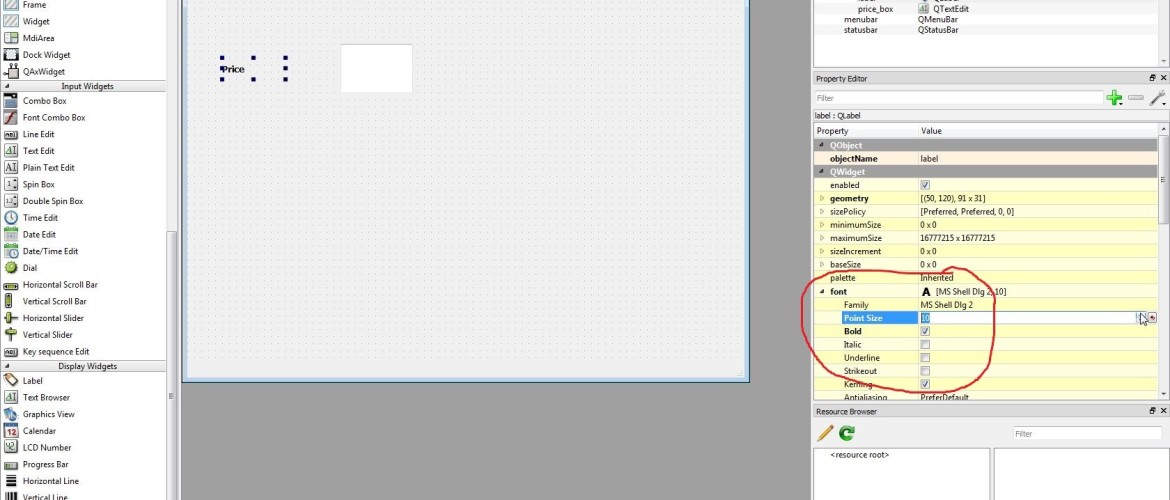 Frame
Widget
MdiArea
Dock Widget
QAxWidget
Input Widgets
Combo Box
Font Combo Box
Line Edit
Text Edit
Plain Text Edit
Spin Box
Double Spin Box
Time Edit
Date Edit
Date/Time Edit
Dial
Horizontal Scroll Bar
Vertical Scroll Bar
Horizontal Slider
Vertical Slider
Key sequence Edit
Display Widgets
Label
Text Browser
Graphics View
Calendar
LCD Number
Progress Bar
Horizontal Line
Vertical Line
Price
price_box QTextEdit
menubar QMenuBar
statusbar QStatusBar
Property Editor
Filter
label : QLabel
Property Value
QObject
objectName label
QWidget
enabled
geometry [(50, 120), 91 x 31]
sizePolicy [Preferred, Preferred, 0, 0]
minimumSize 0 x 0
maximumSize 16777215 x 16777215
sizeIncrement 0 x 0
baseSize 0 x 0
palette Inherited
font A [MS Shell Dlg 2, 10]
Family MS Shell Dlg 2
Point Size 10
Bold
Italic
Underline
Strikeout
Kerning
Antialiasing PreferDefault
Resource Browser
Filter
<resource root>